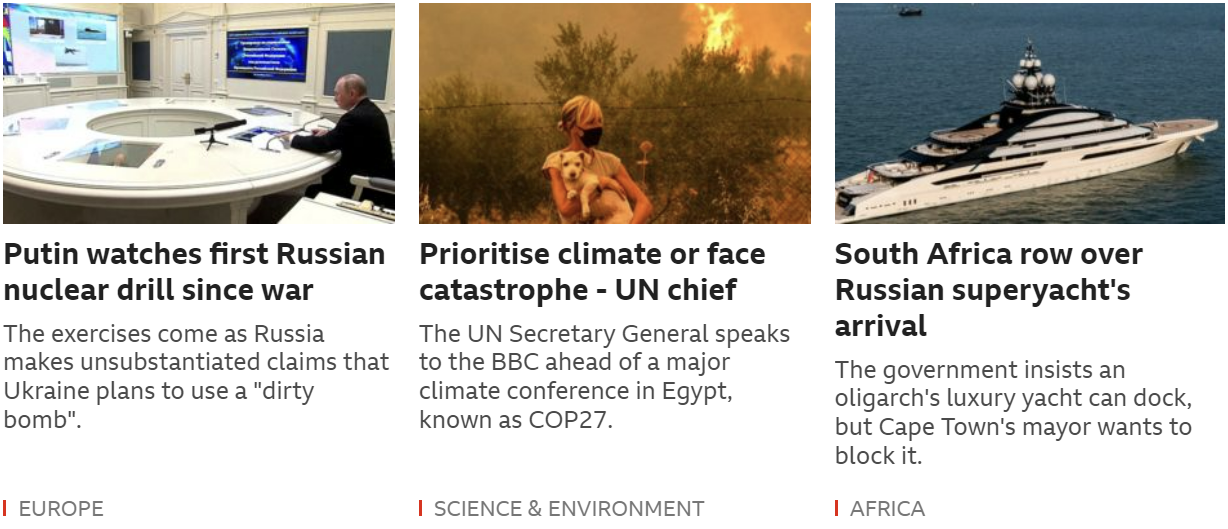 Putin watches first Russian
nuclear drill since war
The exercises come as Russia
makes unsubstantiated claims that
Ukraine plans to use a "dirty
bomb".
EUROPE
Prioritise climate or face
catastrophe - UN chief
The UN Secretary General speaks
to the BBC ahead of a major
climate conference in Egypt,
known as COP27.
SCIENCE & ENVIRONMENT
South Africa row over
Russian superyacht's
arrival
The government insists an
oligarch's luxury yacht can dock,
but Cape Town's mayor wants to
block it.
AFRICA